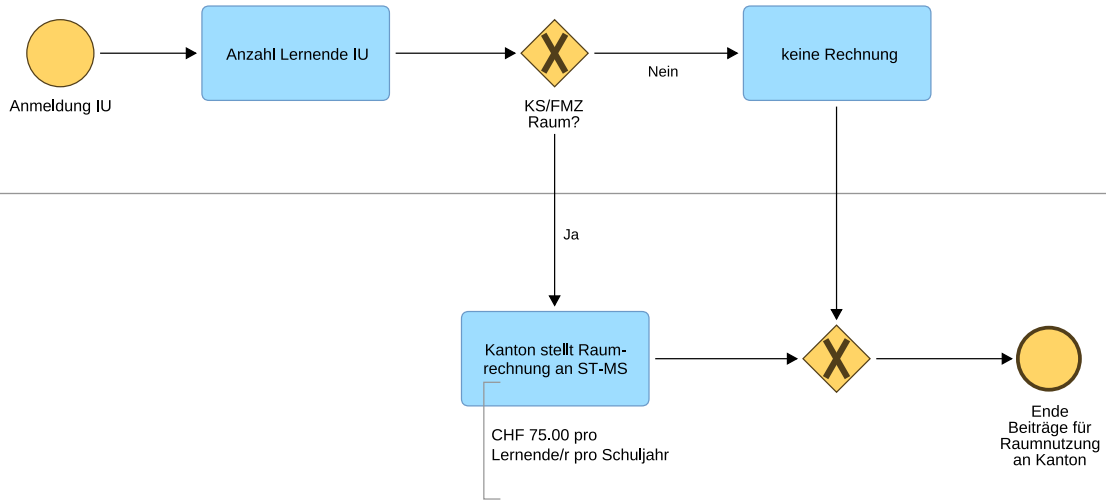 Anmeldung IU
Anzahl Lernende IU
KS/FMZ
Raum?
Nein
keine Rechnung
Ja
Kanton stellt Raum-
rechnung an ST-MS
CHF 75.00 pro
Lernende/r pro Schuljahr
Ende
Beiträge für
Raumnutzung
an Kanton